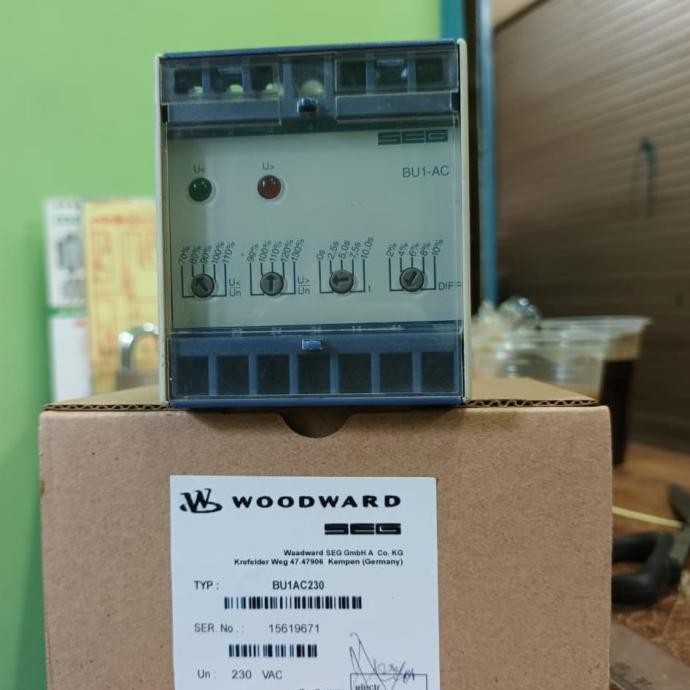 SEG
BU1-AC
U< U>
70% 80% 90% 100% 110%
90% 100% 110% 120% 130%
0s 2,5s 5,0s 7,5s 10,0s
2% 4% 6% 8% 10%
U< Un
U> Un
t
DIFF
WOODWARD
SEG
Waadward SEG GmbH A Co. KG
Krefelder Weg 47.47906 Kempen (Germany)
TYP : BU1AC230
SER. No : 15619671
Un : 230 VAC
electr